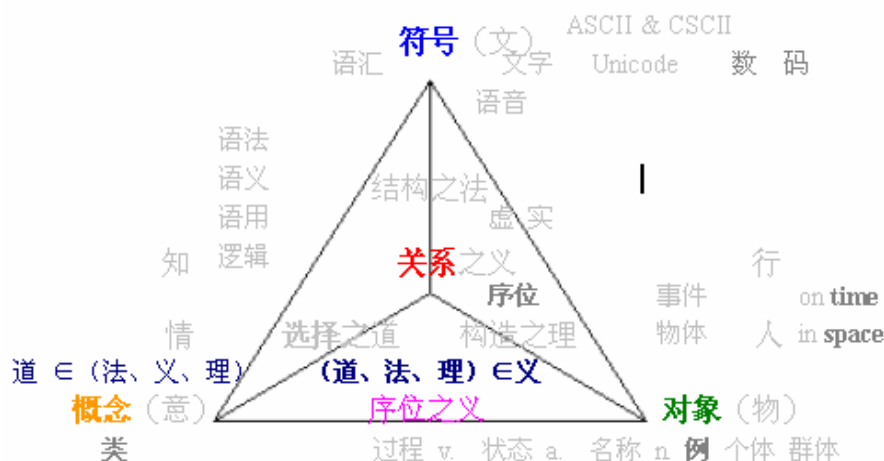 ASCII & CSCII
符号（文）
语汇 文字 Unicode 数 码
语音
语法
语义 结构之法
语用 虚 实
知 逻辑 关系之义 行
序位 事件 on time
情 选择之道 构造之理 物体 人 in space
道 ∈（法、义、理） （道、法、理）∈义
概念（意） 序位之义 对象（物）
类 过程 v. 状态 a. 名称 n. 例 个体 群体